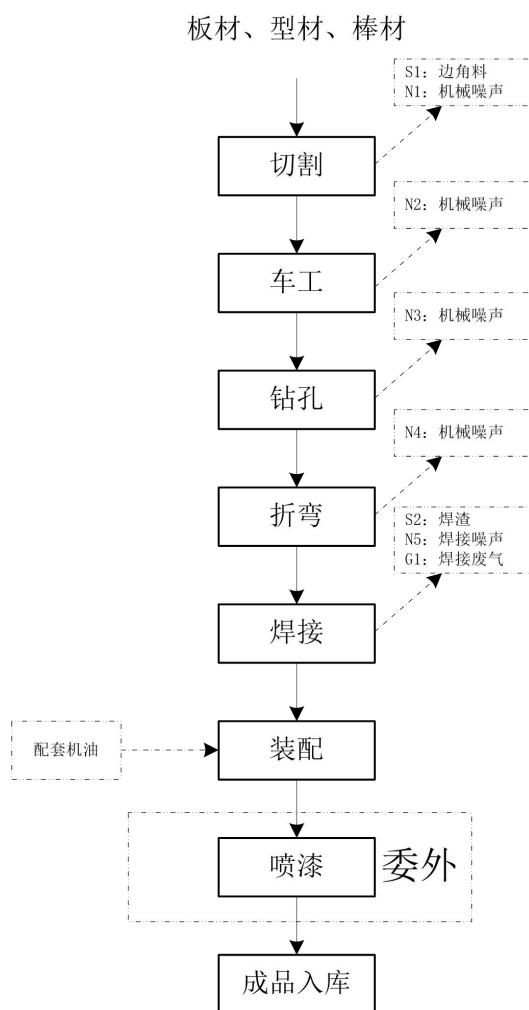 板材、型材、棒材
S1: 边角料
N1: 机械噪声
切割
N2: 机械噪声
车工
N3: 机械噪声
钻孔
N4: 机械噪声
折弯
S2: 焊渣
N5: 焊接噪声
G1: 焊接废气
焊接
配套机油
装配
喷漆
委外
成品入库